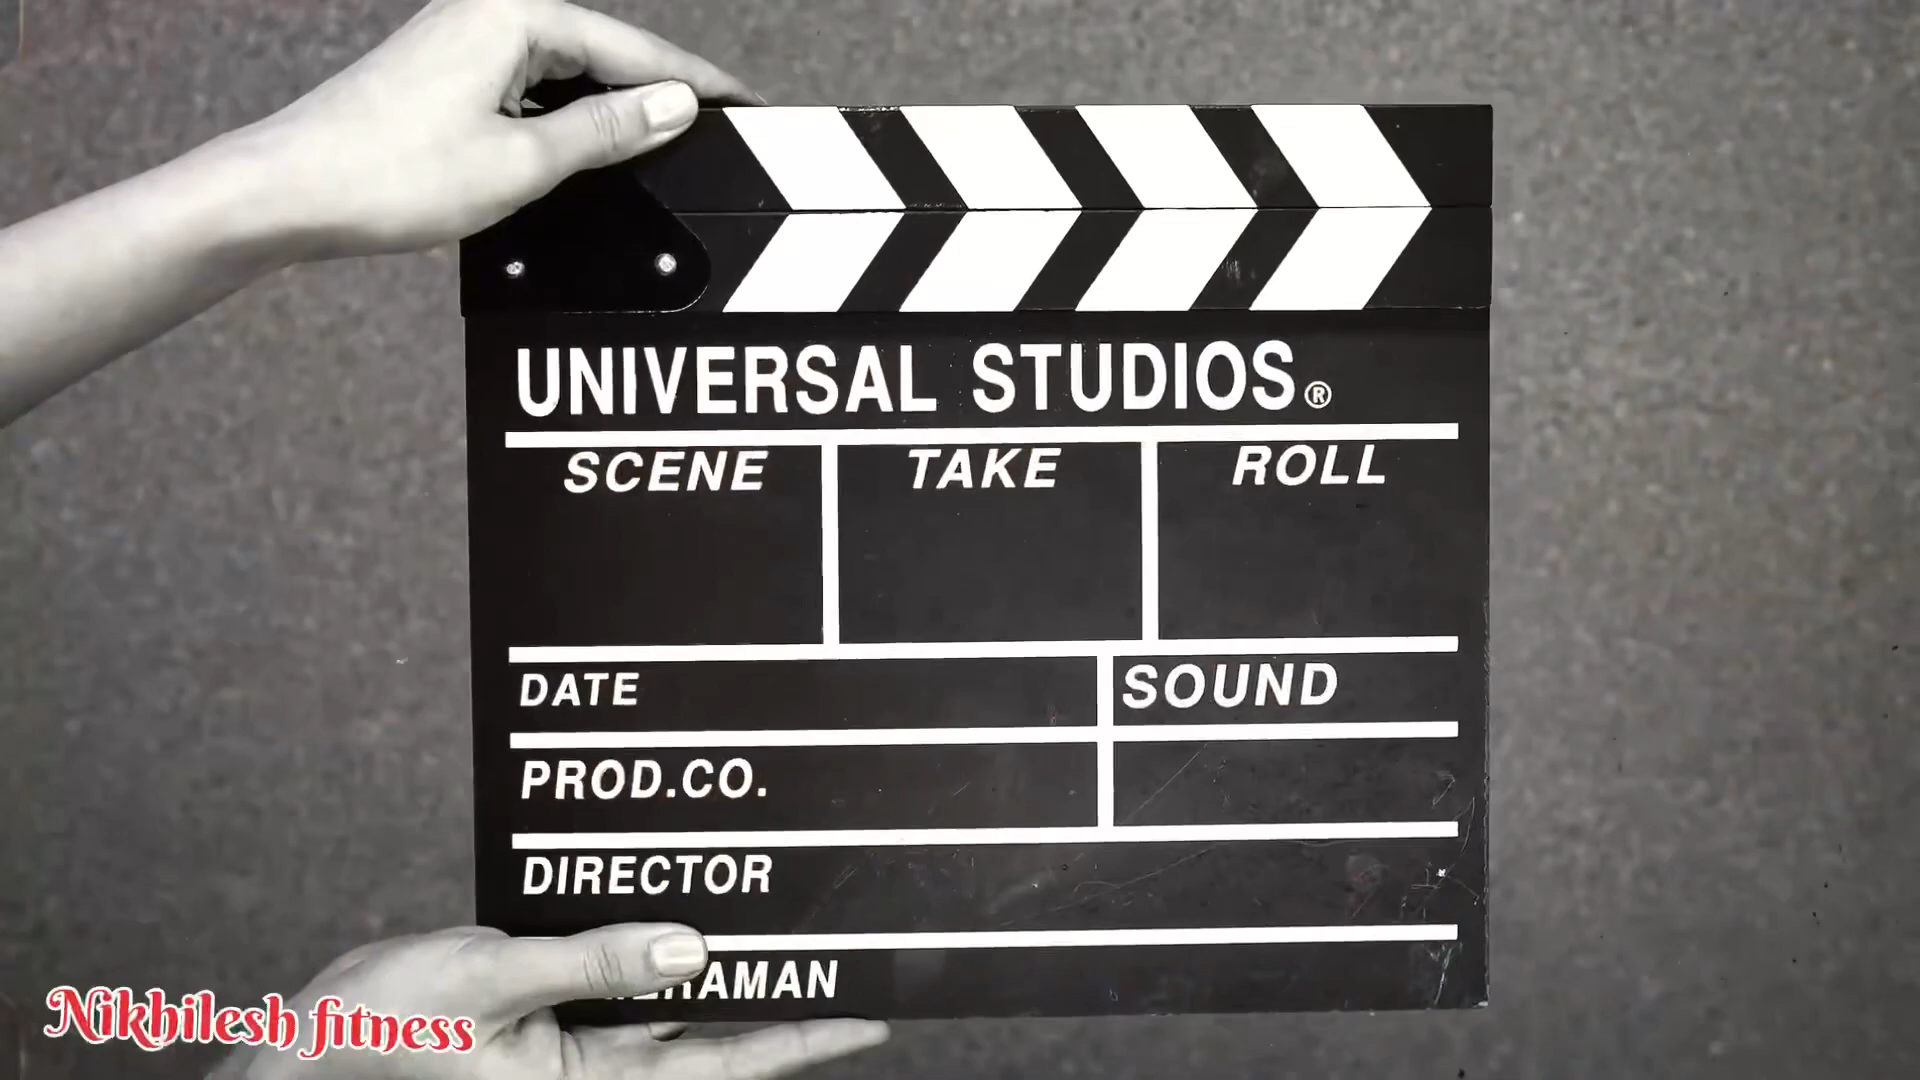 UNIVERSAL STUDIOS®
SCENE TAKE ROLL
DATE SOUND
PROD.CO.
DIRECTOR
Nikhilesh fitness